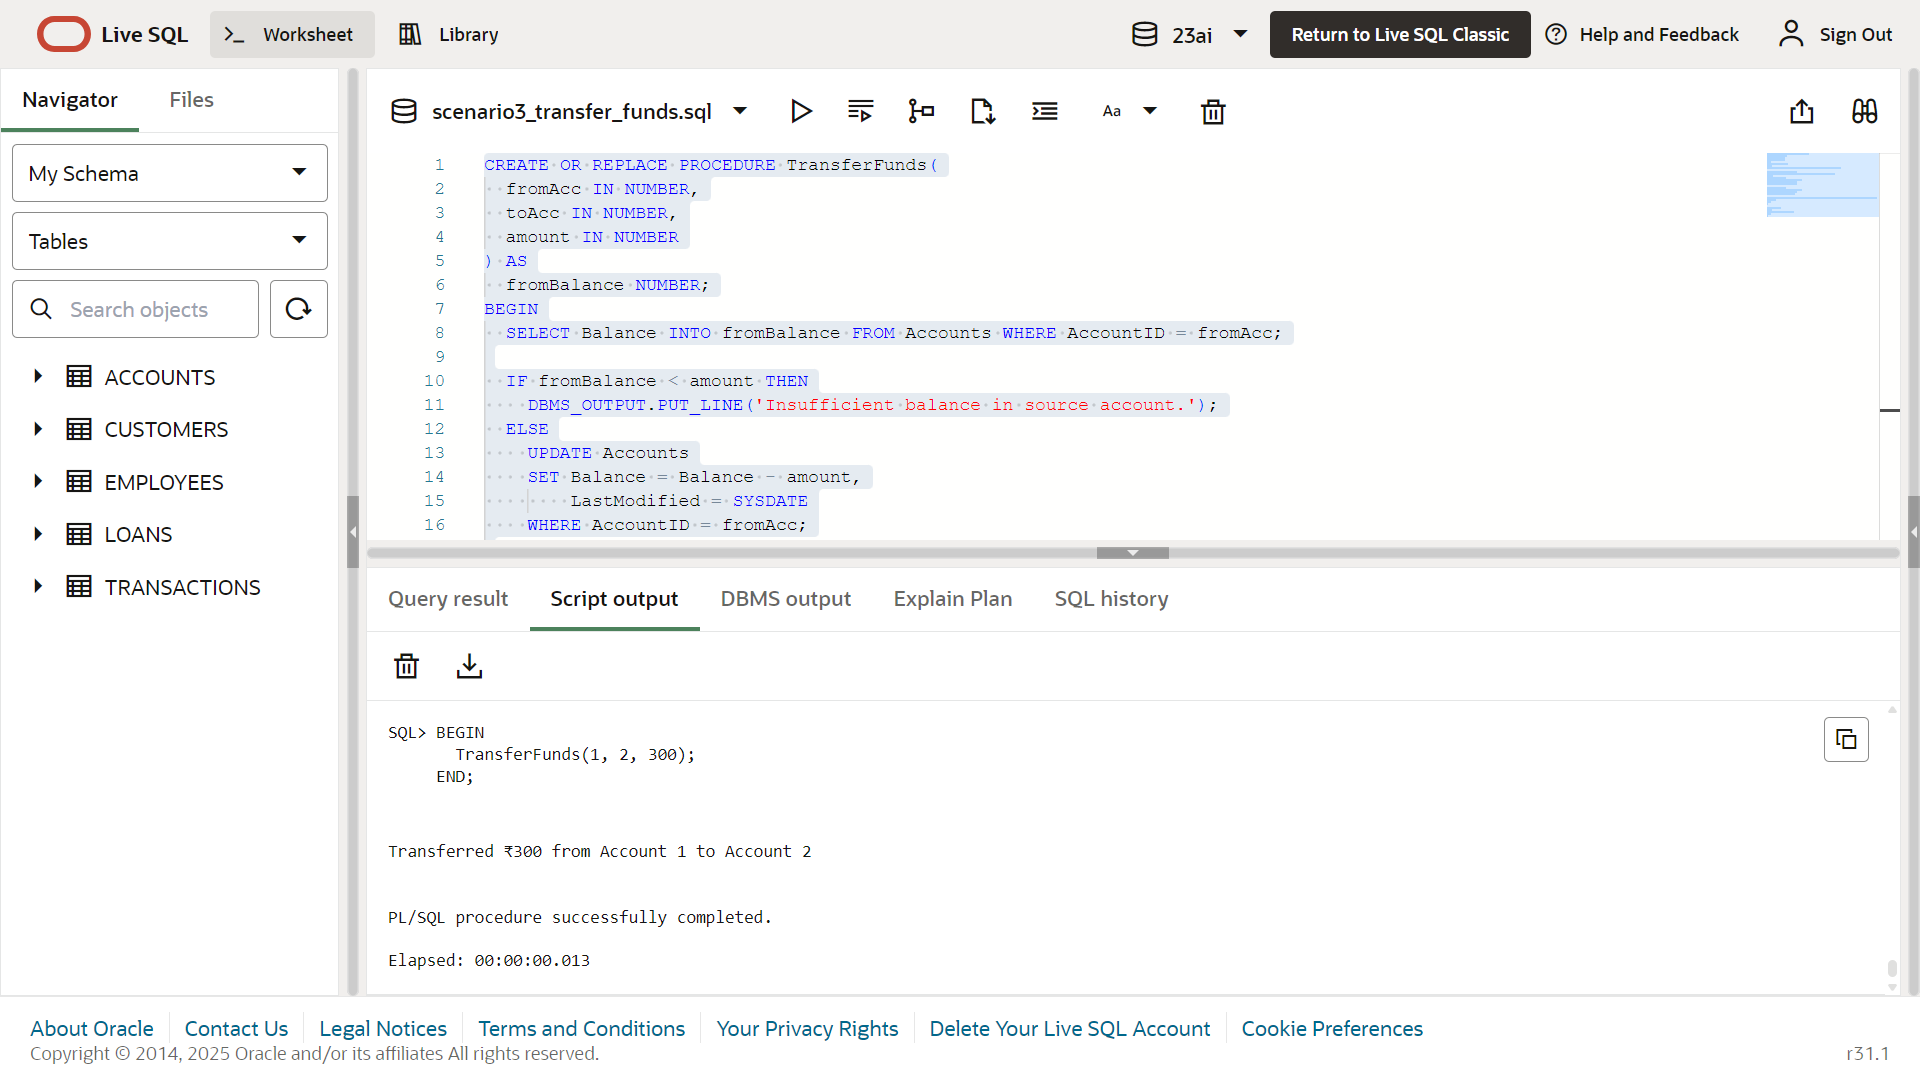 Live SQL
Worksheet
Library
23ai
Return to Live SQL Classic
Help and Feedback
Sign Out
Navigator
Files
My Schema
Tables
Search objects
ACCOUNTS
CUSTOMERS
EMPLOYEES
LOANS
TRANSACTIONS
scenario3_transfer_funds.sql
Aa
1 CREATE OR REPLACE PROCEDURE TransferFunds(
2 fromAcc IN NUMBER,
3 toAcc IN NUMBER,
4 amount IN NUMBER
5 ) AS
6 fromBalance NUMBER;
7 BEGIN
8 SELECT Balance INTO fromBalance FROM Accounts WHERE AccountID = fromAcc;
9
10 IF fromBalance < amount THEN
11 DBMS_OUTPUT.PUT_LINE('Insufficient balance in source account.');
12 ELSE
13 UPDATE Accounts
14 SET Balance = Balance - amount,
15 LastModified = SYSDATE
16 WHERE AccountID = fromAcc;
Query result
Script output
DBMS output
Explain Plan
SQL history
SQL> BEGIN
TransferFunds(1, 2, 300);
END;
Transferred ₹300 from Account 1 to Account 2
PL/SQL procedure successfully completed.
Elapsed: 00:00:00.013
About Oracle
Contact Us
Legal Notices
Terms and Conditions
Your Privacy Rights
Delete Your Live SQL Account
Cookie Preferences
Copyright © 2014, 2025 Oracle and/or its affiliates All rights reserved.
r31.1